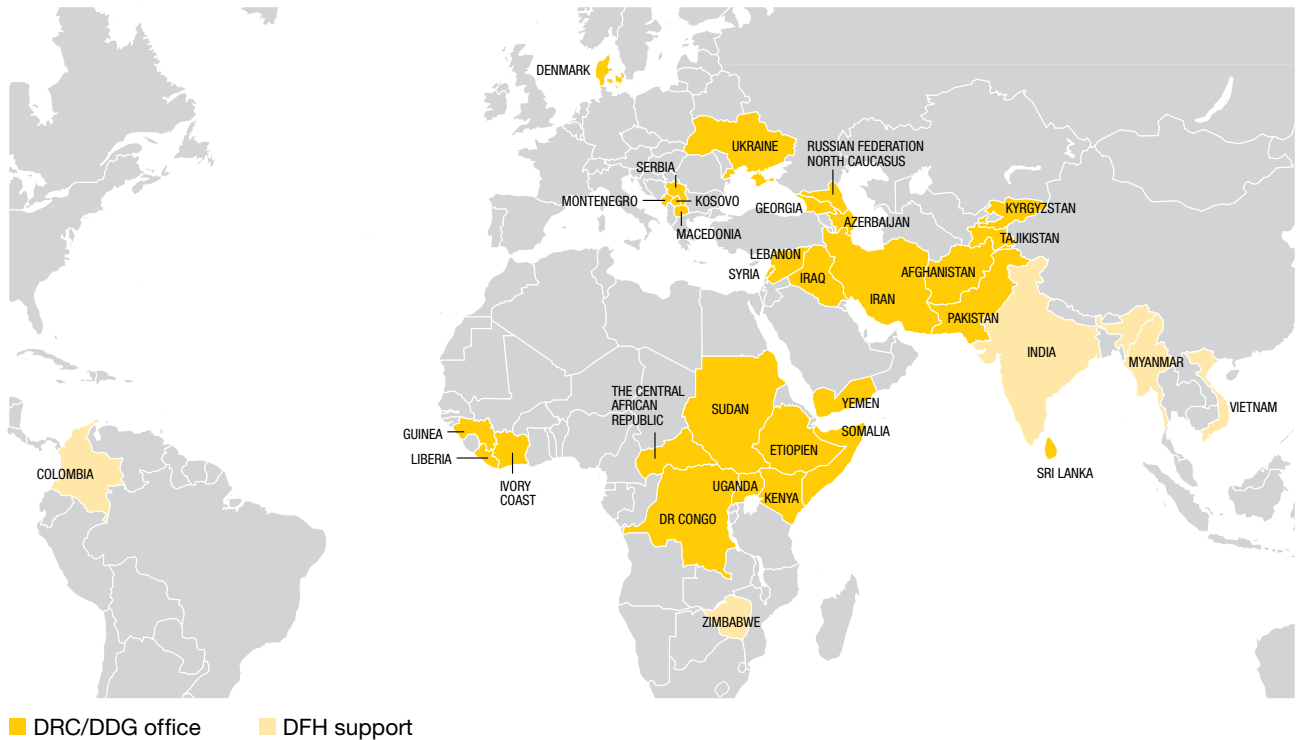 DENMARK
UKRAINE
RUSSIAN FEDERATION
NORTH CAUCASUS
SERBIA
MONTENEGRO
KOSOVO
GEORGIA
KYRGYZSTAN
AZERBAIJAN
MACEDONIA
TAJIKISTAN
LEBANON
SYRIA
IRAQ
AFGHANISTAN
IRAN
PAKISTAN
INDIA
MYANMAR
THE CENTRAL
AFRICAN
REPUBLIC
SUDAN
YEMEN
VIETNAM
GUINEA
SOMALIA
LIBERIA
ETIOPIEN
COLOMBIA
SRI LANKA
IVORY
COAST
UGANDA
KENYA
DR CONGO
ZIMBABWE
DRC/DDG office
DFH support